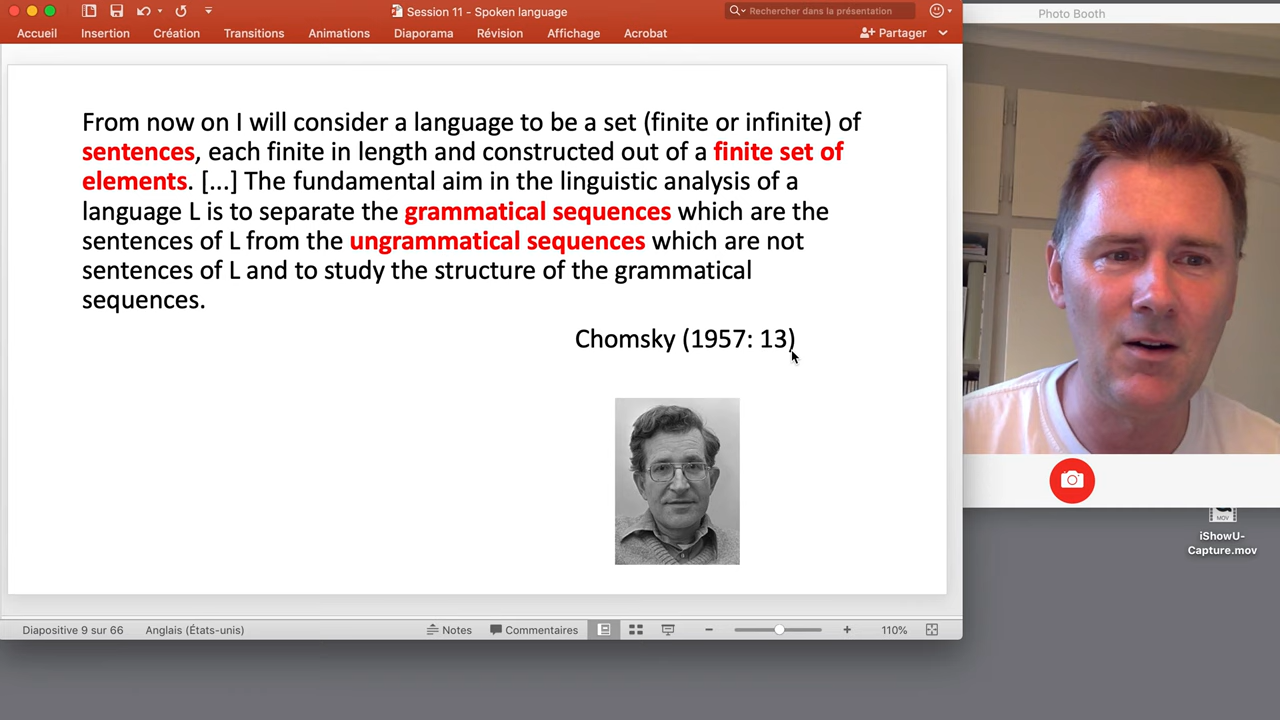 Session 11 - Spoken language
Rechercher dans la présentation
Photo Booth
Accueil
Insertion
Création
Transitions
Animations
Diaporama
Révision
Affichage
Acrobat
Partager
From now on I will consider a language to be a set (finite or infinite) of
sentences, each finite in length and constructed out of a finite set of
elements. [...] The fundamental aim in the linguistic analysis of a
language L is to separate the grammatical sequences which are the
sentences of L from the ungrammatical sequences which are not
sentences of L and to study the structure of the grammatical
sequences.
Chomsky (1957: 13)
MOV
iShowU-
Capture.mov
Diapositive 9 sur 66
Anglais (États-unis)
Notes
Commentaires
110%